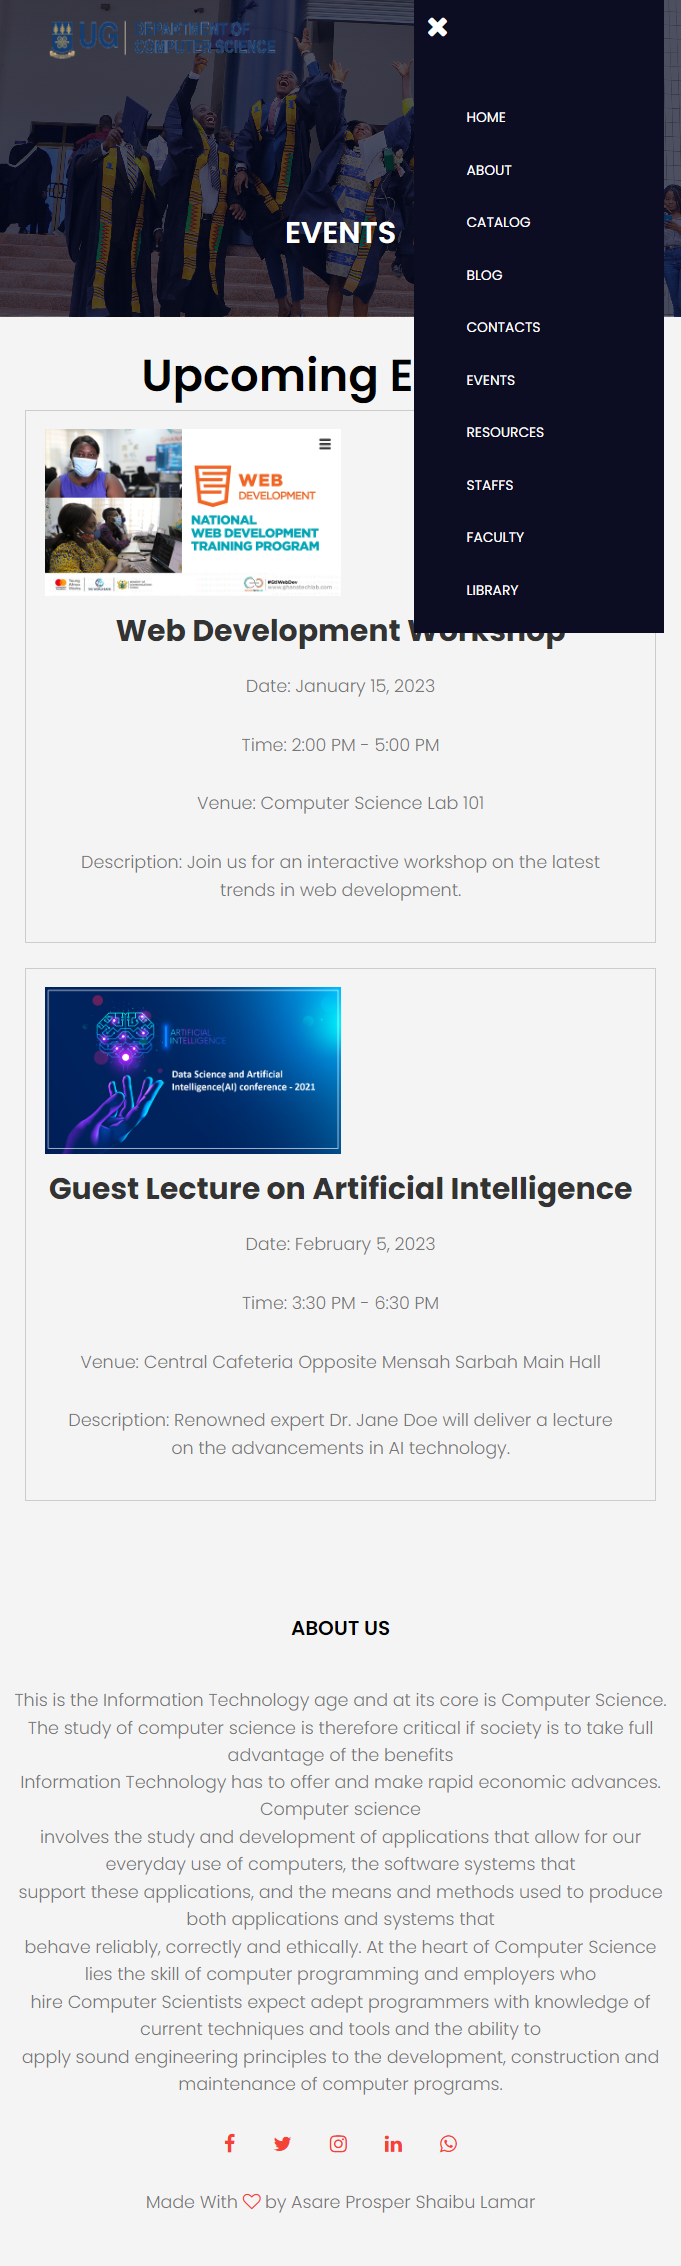 UG
DEPARTMENT OF
COMPUTER SCIENCE
HOME
ABOUT
CATALOG
BLOG
CONTACTS
EVENTS
RESOURCES
STAFFS
FACULTY
LIBRARY
EVENTS
Upcoming E
WEB
DEVELOPMENT
NATIONAL
WEB DEVELOPMENT
TRAINING PROGRAM
#GtlWebDev
www.ghanatechlab.com
Web Development Workshop
Date: January 15, 2023
Time: 2:00 PM - 5:00 PM
Venue: Computer Science Lab 101
Description: Join us for an interactive workshop on the latest
trends in web development.
ARTIFICIAL
INTELLIGENCE
Data Science and Artificial
Intelligence(AI) conference - 2021
Guest Lecture on Artificial Intelligence
Date: February 5, 2023
Time: 3:30 PM - 6:30 PM
Venue: Central Cafeteria Opposite Mensah Sarbah Main Hall
Description: Renowned expert Dr. Jane Doe will deliver a lecture
on the advancements in AI technology.
ABOUT US
This is the Information Technology age and at its core is Computer Science.
The study of computer science is therefore critical if society is to take full
advantage of the benefits
Information Technology has to offer and make rapid economic advances.
Computer science
involves the study and development of applications that allow for our
everyday use of computers, the software systems that
support these applications, and the means and methods used to produce
both applications and systems that
behave reliably, correctly and ethically. At the heart of Computer Science
lies the skill of computer programming and employers who
hire Computer Scientists expect adept programmers with knowledge of
current techniques and tools and the ability to
apply sound engineering principles to the development, construction and
maintenance of computer programs.
Made With by Asare Prosper Shaibu Lamar